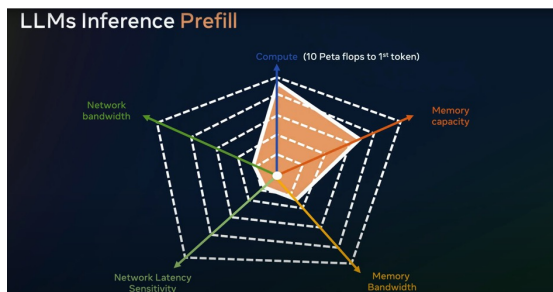 LLMs Inference Prefill
Compute (10 Peta flops to 1st token)
Network
bandwidth
Memory
capacity
Network Latency
Sensitivity
Memory
Bandwidth